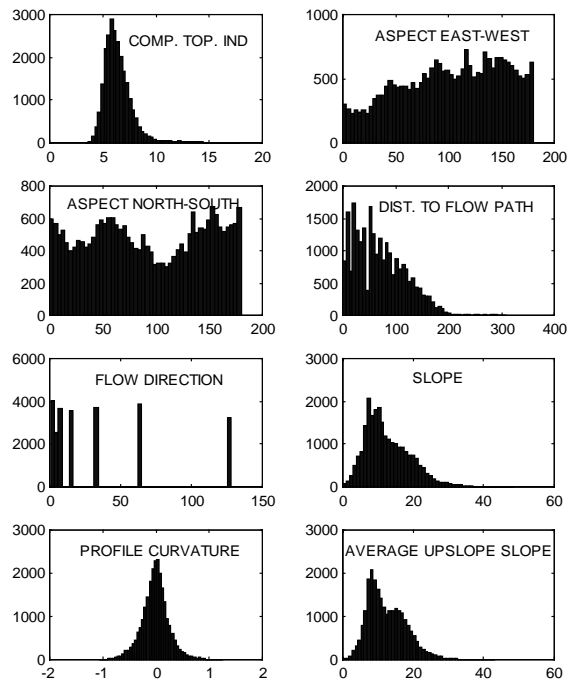 3000
2000
1000
0
COMP. TOP. IND
0 5 10 15 20
1000
500
0
ASPECT EAST-WEST
0 50 100 150 200
800
600
400
200
0
ASPECT NORTH-SOUTH
0 50 100 150 200
2000
1500
1000
500
0
DIST. TO FLOW PATH
0 100 200 300 400
6000
4000
2000
0
FLOW DIRECTION
0 50 100 150
3000
2000
1000
0
SLOPE
0 20 40 60
3000
2000
1000
0
PROFILE CURVATURE
-2 -1 0 1 2
3000
2000
1000
0
AVERAGE UPSLOPE SLOPE
0 20 40 60